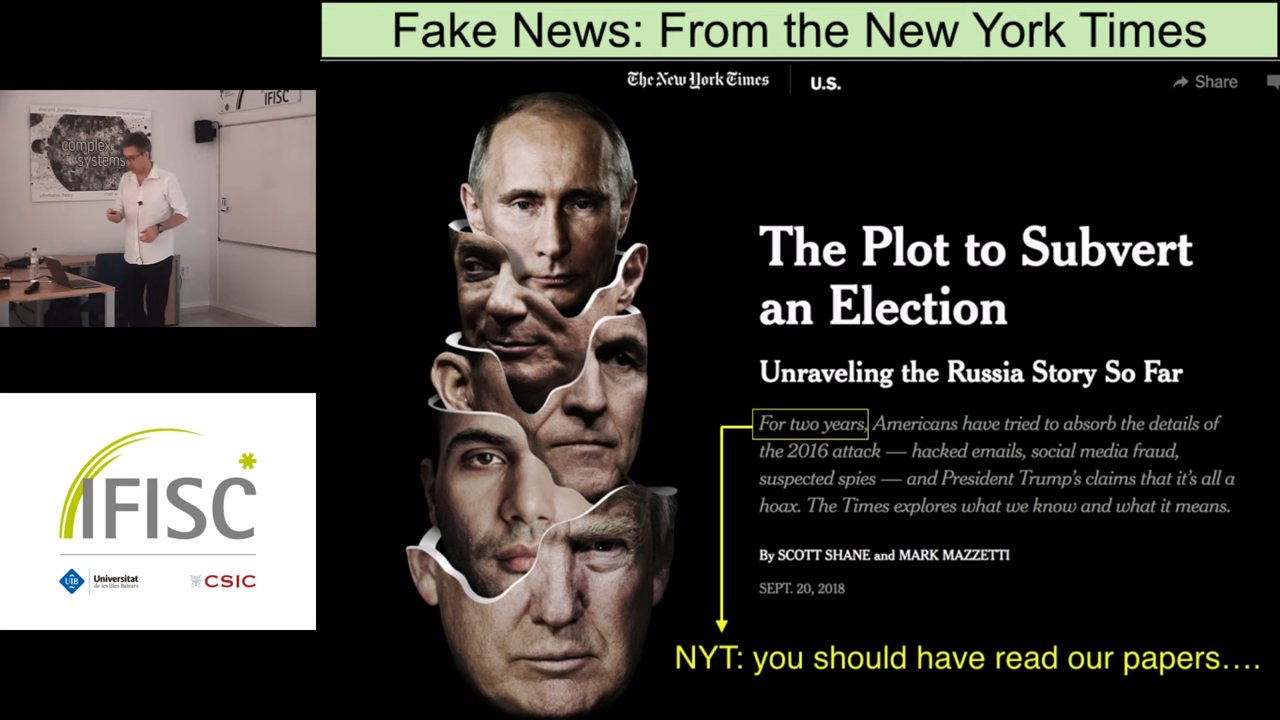 Fake News: From the New York Times
The New York Times
U.S.
Share
IFISC
complex
systems
The Plot to Subvert
an Election
Unraveling the Russia Story So Far
For two years, Americans have tried to absorb the details of
the 2016 attack — hacked emails, social media fraud,
suspected spies — and President Trump's claims that it's all a
hoax. The Times explores what we know and what it means.
By SCOTT SHANE and MARK MAZZETTI
SEPT. 20, 2018
NYT: you should have read our papers....
IFISC
UIB
Universitat
de les Illes Balears
CSIC